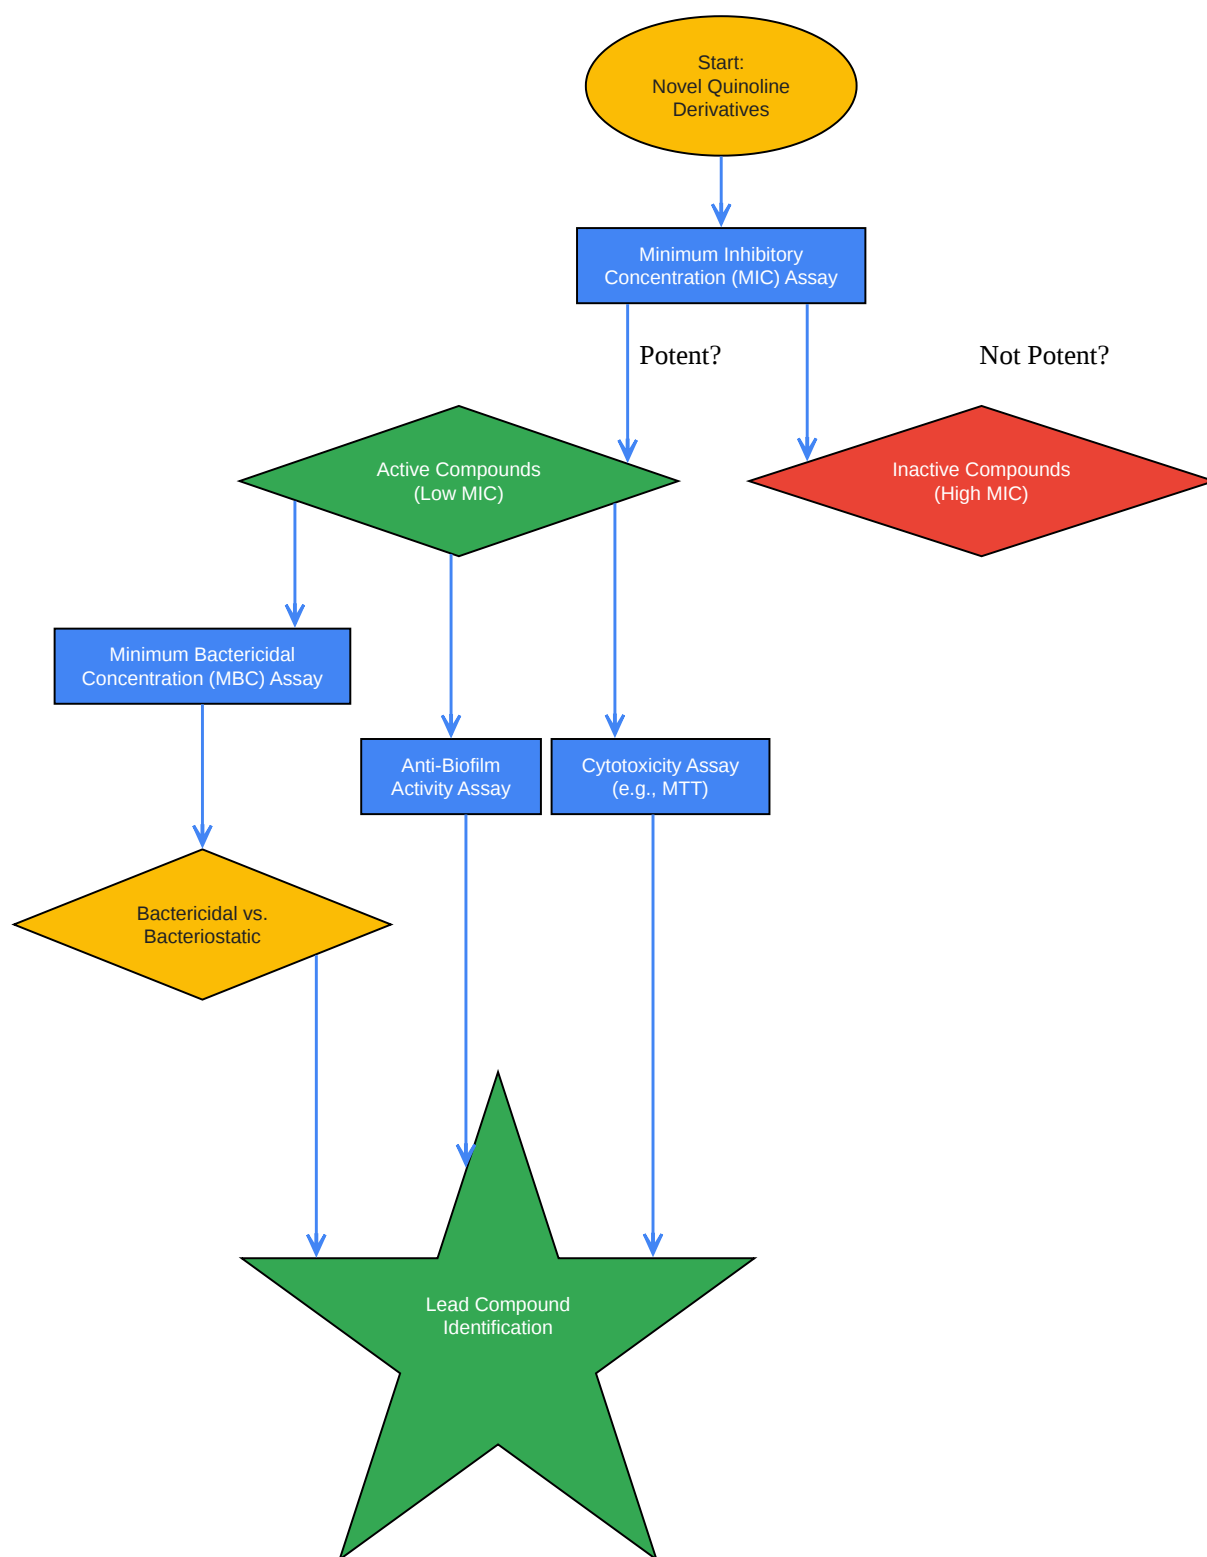 Start:
Novel Quinoline
Derivatives
Minimum Inhibitory
Concentration (MIC) Assay
Potent?
Not Potent?
Active Compounds
(Low MIC)
Inactive Compounds
(High MIC)
Minimum Bactericidal
Concentration (MBC) Assay
Anti-Biofilm
Activity Assay
Cytotoxicity Assay
(e.g., MTT)
Bactericidal vs.
Bacteriostatic
Lead Compound
Identification